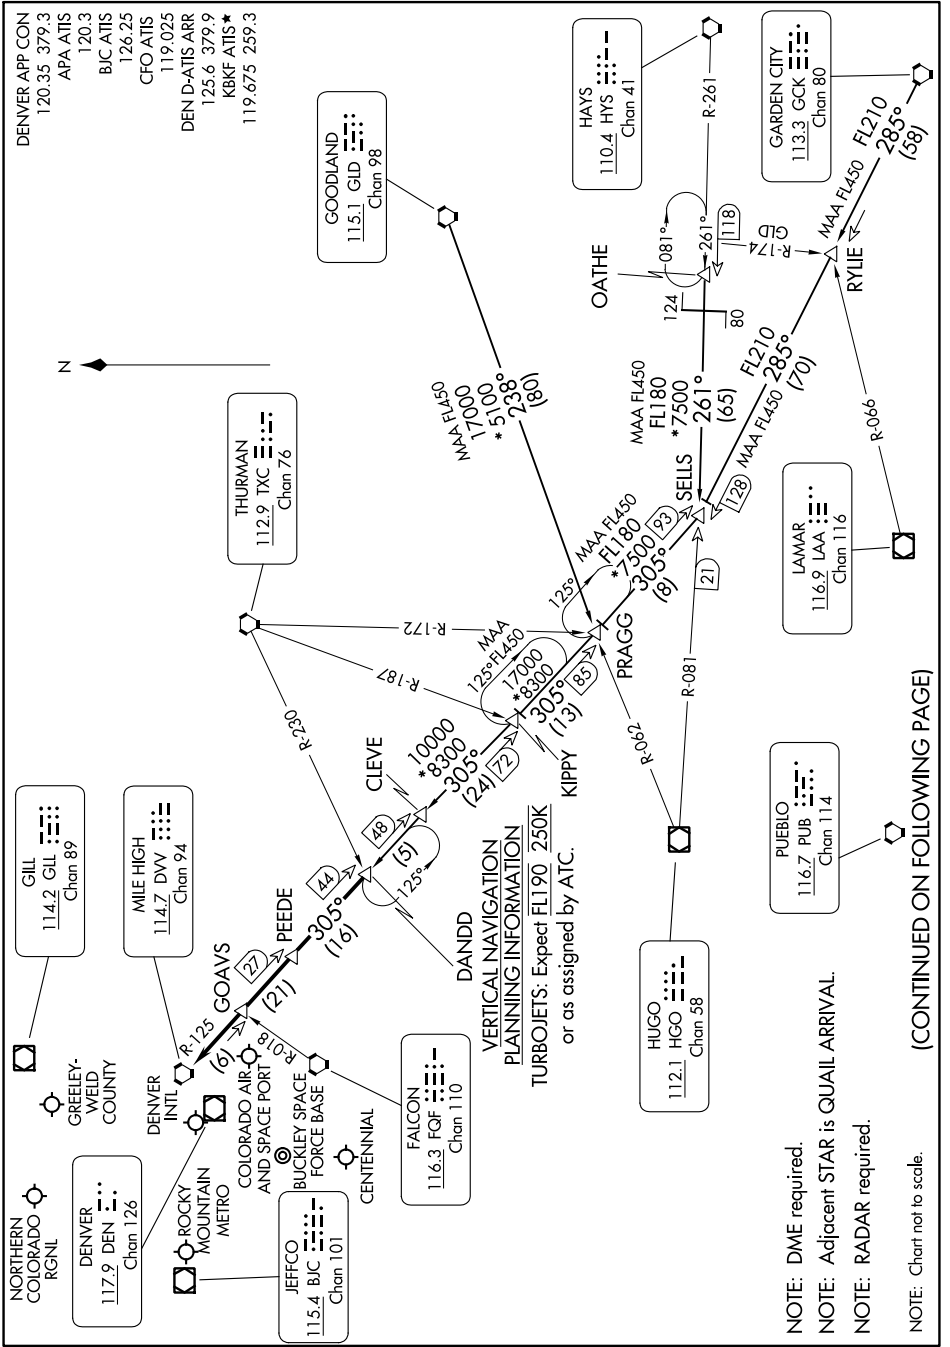 DENVER APP CON
120.35 379.3
APA ATIS
120.3
BJC ATIS
126.25
CFO ATIS
119.025
DEN D-ATIS ARR
125.6 379.9
KBKF ATIS★
119.675 259.3
N
NORTHERN
COLORADO
RGNL
GREELEY-
WELD
COUNTY
GILL
114.2 GLL
Chan 89
MILE HIGH
114.7 DVV
Chan 94
DENVER
117.9 DEN
Chan 126
DENVER
INTL
ROCKY
MOUNTAIN
METRO
COLORADO AIR
AND SPACE PORT
BUCKLEY SPACE
FORCE BASE
CENTENNIAL
JEFFCO
115.4 BJC
Chan 101
FALCON
116.3 FQF
Chan 110
R-018
R-125
(6)
GOAVS
27
(21)
PEEDE
305°
(16)
44
DANDD
125°
(5)
48
CLEVE
10000
*8300
305°
(24)
72
KIPPY
125°
MAA
FL450
17000
*8300
305°
(13)
85
PRAGG
125°
MAA FL450
FL180
*7500
305°
(8)
93
SELLS
128
21
THURMAN
112.9 TXC
Chan 76
R-230
R-187
R-172
GOODLAND
115.1 GLD
Chan 98
MAA FL450
17000
*5100
238°
(80)
HAYS
110.4 HYS
Chan 41
R-261
OATHE
081°
261°
118
124
80
MAA FL450
FL180
*7500
261°
(65)
R-174
GLD
GARDEN CITY
113.3 GCK
Chan 80
MAA FL450
FL210
285°
(58)
RYLIE
MAA FL450
FL210
285°
(70)
R-066
LAMAR
116.9 LAA
Chan 116
R-062
R-081
HUGO
112.1 HGO
Chan 58
PUEBLO
116.7 PUB
Chan 114
VERTICAL NAVIGATION
PLANNING INFORMATION
TURBOJETS: Expect FL190 250K
or as assigned by ATC.
NOTE: DME required.
NOTE: Adjacent STAR is QUAIL ARRIVAL.
NOTE: RADAR required.
NOTE: Chart not to scale.
(CONTINUED ON FOLLOWING PAGE)